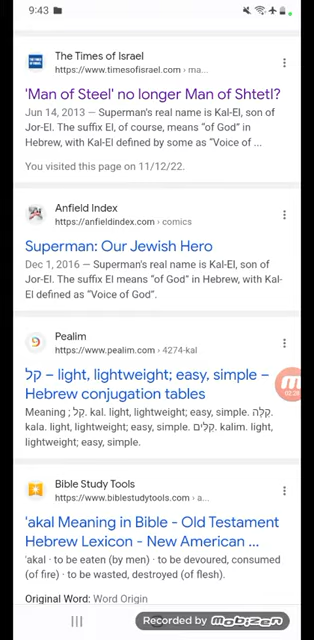 9:43
The Times of Israel
https://www.timesofisrael.com › ma...
'Man of Steel' no longer Man of Shtetl?
Jun 14, 2013 — Superman's real name is Kal-El, son of
Jor-El. The suffix El, of course, means “of God” in
Hebrew, with Kal-El defined by some as “Voice of ...
You visited this page on 11/12/22.
Anfield Index
https://anfieldindex.com › comics
Superman: Our Jewish Hero
Dec 1, 2016 — Superman's real name is Kal-El, son of
Jor-El. The suffix El means "of God" in Hebrew, with Kal-
El defined as “Voice of God”.
Pealim
https://www.pealim.com › 4274-kal
קל – light, lightweight; easy, simple –
Hebrew conjugation tables
Meaning ; קַל. kal. light, lightweight; easy, simple. קַלָּה.
kala. light, lightweight; easy, simple. קַלִּים. kalim. light,
lightweight; easy, simple.
Bible Study Tools
https://www.biblestudytools.com › a...
'akal Meaning in Bible - Old Testament
Hebrew Lexicon - New American ...
'akal · to be eaten (by men) · to be devoured, consumed
(of fire) · to be wasted, destroyed (of flesh).
Original Word: Word Origin
Recorded by Mobizen